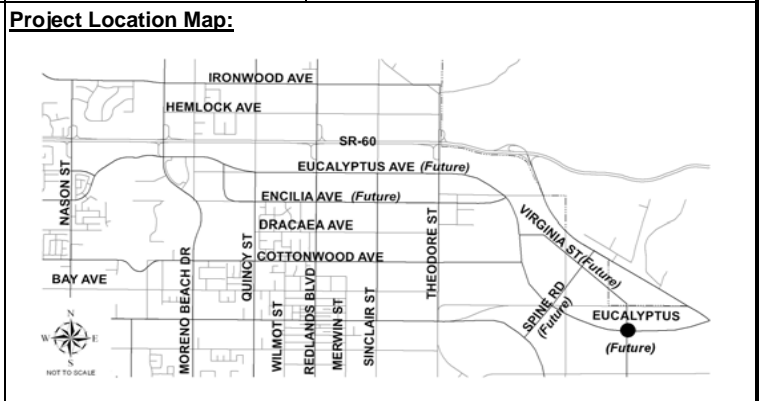 Project Location Map:
IRONWOOD AVE
HEMLOCK AVE
SR-60
EUCALYPTUS AVE (Future)
NASON ST
ENCILIA AVE (Future)
DRACAEA AVE
VIRGINIA ST(Future)
THEODORE ST
QUINCY ST
COTTONWOOD AVE
MORENO BEACH DR
BAY AVE
WILMOT ST
REDLANDS BLVD
MERWIN ST
SINCLAIR ST
SPINE RD
(Future)
EUCALYPTUS
(Future)
N
W
E
S
NOT TO SCALE